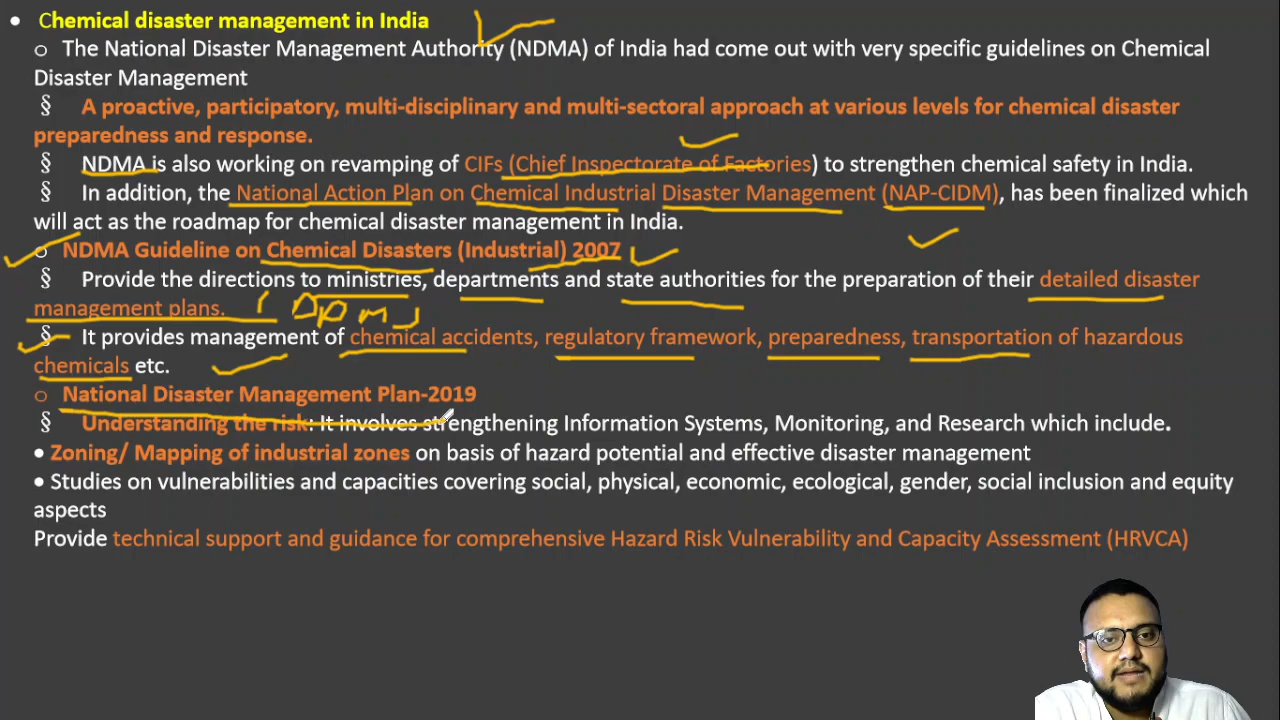 • Chemical disaster management in India
o The National Disaster Management Authority (NDMA) of India had come out with very specific guidelines on Chemical
Disaster Management
§ A proactive, participatory, multi-disciplinary and multi-sectoral approach at various levels for chemical disaster
preparedness and response.
§ NDMA is also working on revamping of CIFs (Chief Inspectorate of Factories) to strengthen chemical safety in India.
§ In addition, the National Action Plan on Chemical Industrial Disaster Management (NAP-CIDM), has been finalized which
will act as the roadmap for chemical disaster management in India.
o NDMA Guideline on Chemical Disasters (Industrial) 2007
§ Provide the directions to ministries, departments and state authorities for the preparation of their detailed disaster
management plans.
§ It provides management of chemical accidents, regulatory framework, preparedness, transportation of hazardous
chemicals etc.
o National Disaster Management Plan-2019
§ Understanding the risk: It involves strengthening Information Systems, Monitoring, and Research which include.
• Zoning/ Mapping of industrial zones on basis of hazard potential and effective disaster management
• Studies on vulnerabilities and capacities covering social, physical, economic, ecological, gender, social inclusion and equity
aspects
Provide technical support and guidance for comprehensive Hazard Risk Vulnerability and Capacity Assessment (HRVCA)